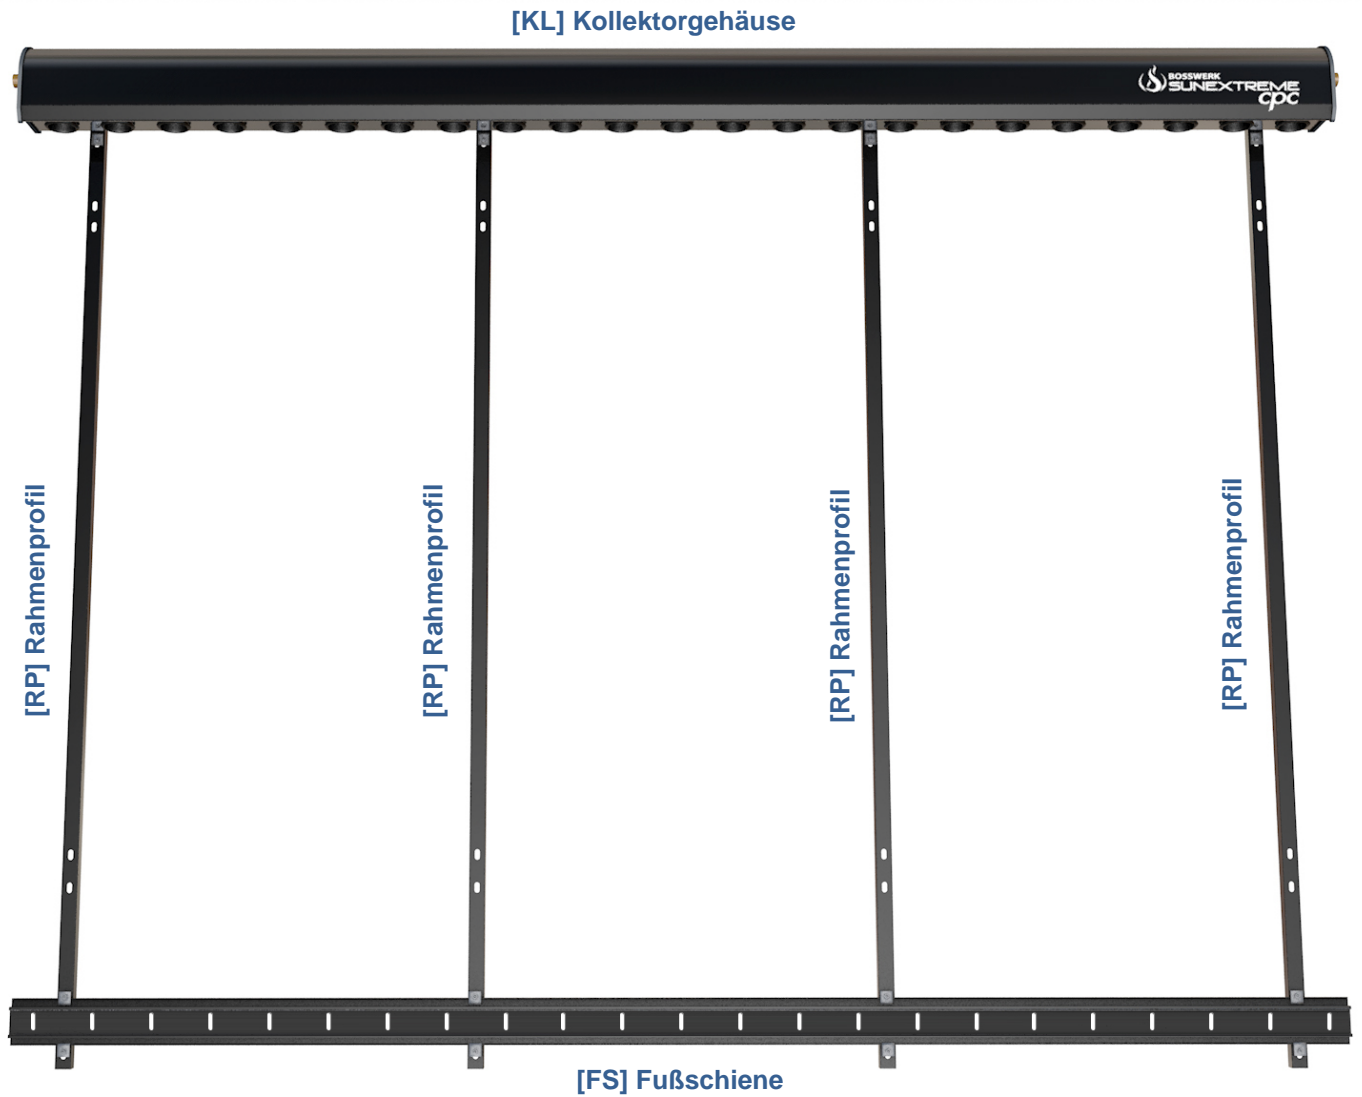 [KL] Kollektorgehäuse
BOSSWERK
SUNEXTREME
cpc
[RP] Rahmenprofil
[RP] Rahmenprofil
[RP] Rahmenprofil
[RP] Rahmenprofil
[FS] Fußschiene